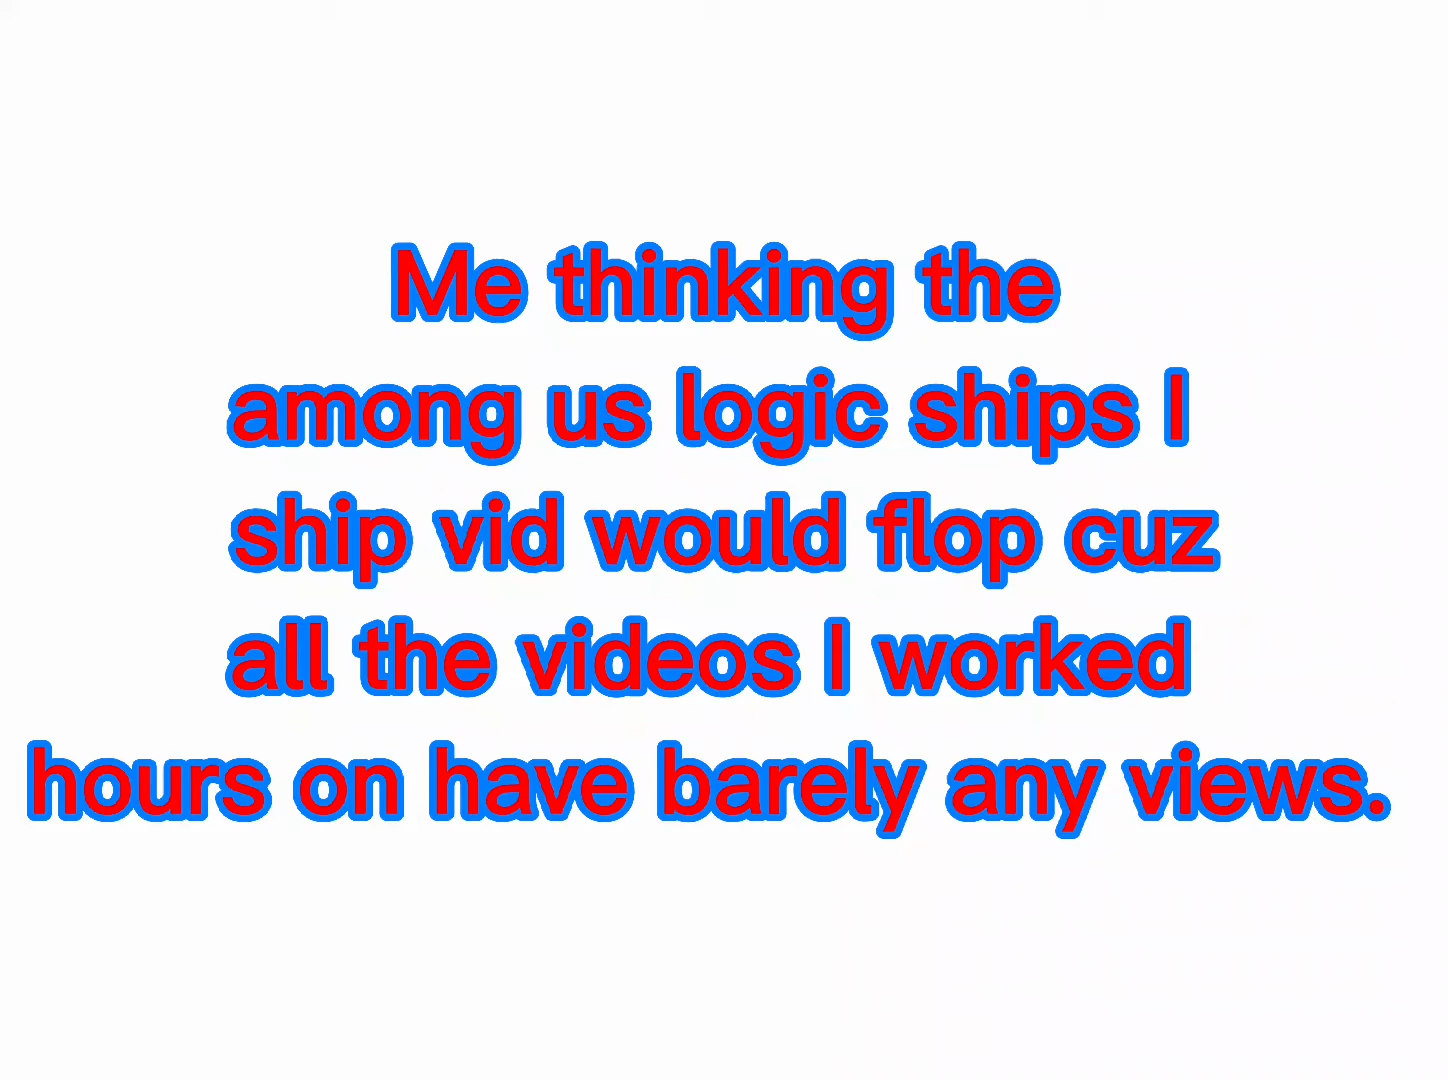 Me thinking the
among us logic ships I
ship vid would flop cuz
all the videos I worked
hours on have barely any views.